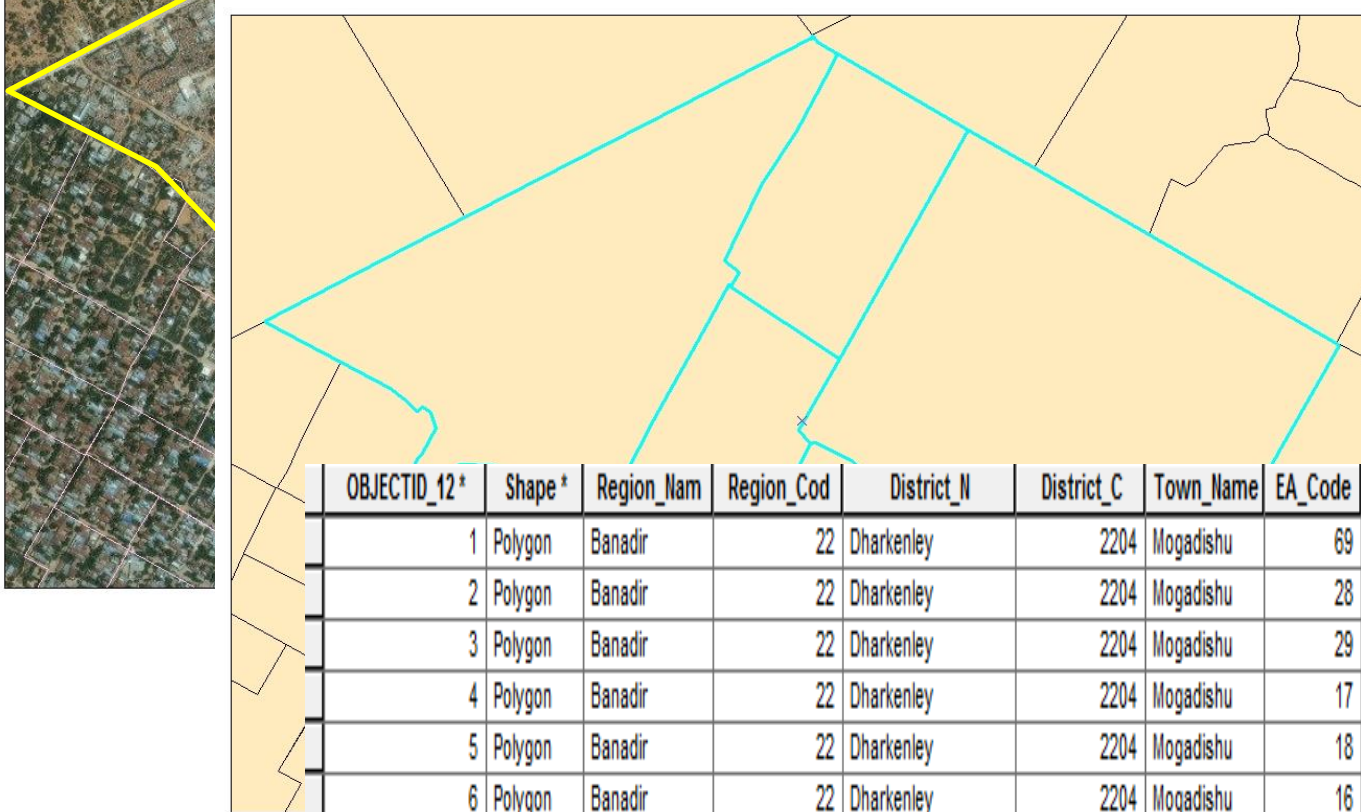 OBJECTID_12 * Shape * Region_Nam Region_Cod District_N District_C Town_Name EA_Code
1 Polygon Banadir 22 Dharkenley 2204 Mogadishu 69
2 Polygon Banadir 22 Dharkenley 2204 Mogadishu 28
3 Polygon Banadir 22 Dharkenley 2204 Mogadishu 29
4 Polygon Banadir 22 Dharkenley 2204 Mogadishu 17
5 Polygon Banadir 22 Dharkenley 2204 Mogadishu 18
6 Polygon Banadir 22 Dharkenley 2204 Mogadishu 16